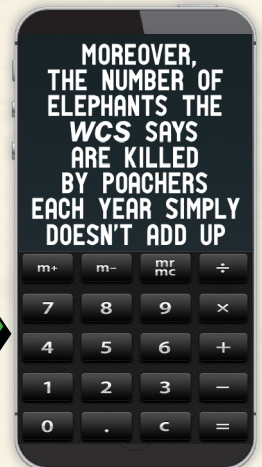 MOREOVER,
THE NUMBER OF
ELEPHANTS THE
WCS SAYS
ARE KILLED
BY POACHERS
EACH YEAR SIMPLY
DOESN'T ADD UP
m+ m- mr mc ÷
7 8 9 ×
4 5 6 +
1 2 3 −
0 . c =